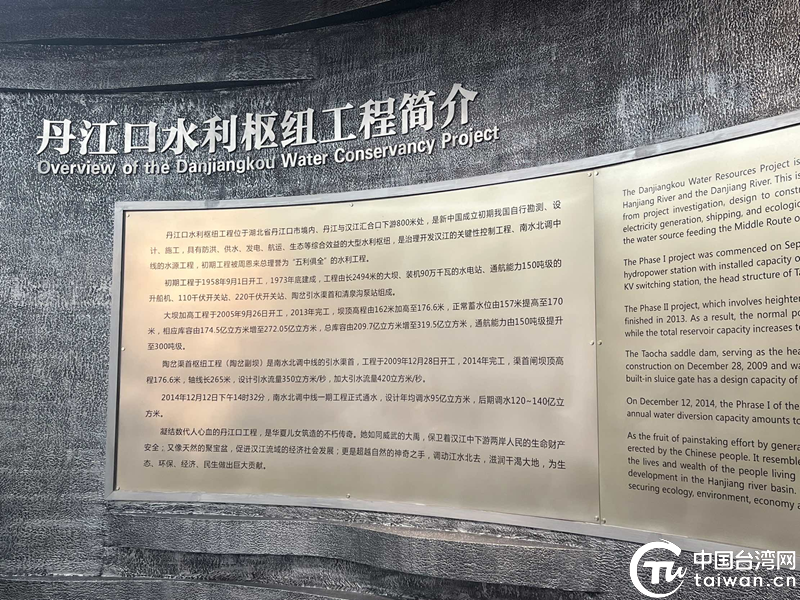 丹江口水利枢纽工程简介
Overview of the Danjiangkou Water Conservancy Project
丹江口水利枢纽工程位于湖北省丹江口市境内、丹江与汉江汇合口下游800米处，是新中国成立初期我国自行勘测、设
计、施工，具有防洪、供水、发电、航运、生态等综合效益的大型水利枢纽，是治理开发汉江的关键性控制工程、南水北调中
线的水源工程，初期工程被周恩来总理誉为“五利俱全”的水利工程。
初期工程于1958年9月1日开工，1973年底建成，工程由长2494米的大坝、装机90万千瓦的水电站、通航能力150吨级的
升船机、110千伏开关站、220千伏开关站、陶岔引水渠首和清泉沟泵站组成。
大坝加高工程于2005年9月26日开工，2013年完工，坝顶高程由162米加高至176.6米，正常蓄水位由157米提高至170
米，相应库容由174.5亿立方米增至272.05亿立方米，总库容由209.7亿立方米增至319.5亿立方米，通航能力由150吨级提升
至300吨级。
陶岔渠首枢纽工程（陶岔副坝）是南水北调中线的引水渠首，工程于2009年12月28日开工，2014年完工，渠首闸坝顶高
程176.6米，轴线长265米，设计引水流量350立方米/秒，加大引水流量420立方米/秒。
2014年12月12日下午14时32分，南水北调中线一期工程正式通水，设计年均调水95亿立方米，后期调水120~140亿立
方米。
凝结数代人心血的丹江口工程，是华夏儿女筑造的不朽传奇。她如同威武的大禹，保卫着汉江中下游两岸人民的生命财产
安全；又像天然的聚宝盆，促进汉江流域的经济社会发展；更是超越自然的神奇之手，调动江水北去，滋润干渴大地，为生
态、环保、经济、民生做出巨大贡献。
The Danjiangkou Water Resources Project is
Hanjiang River and the Danjiang River. This is
from project investigation, design to constr
electricity generation, shipping, and ecologic
the water source feeding the Middle Route o
The Phase I project was commenced on Sep
hydropower station with installed capacity o
KV switching station, the head structure of Ta
The Phase II project, which involves heighten
finished in 2013. As a result, the normal po
while the total reservoir capacity increases to
The Taocha saddle dam, serving as the hea
construction on December 28, 2009 and wa
built-in sluice gate has a design capacity of
On December 12, 2014, the Phrase I of the
annual water diversion capacity amounts to
As the fruit of painstaking effort by genera
erected by the Chinese people. It resemble
the lives and wealth of the people living
development in the Hanjiang river basin.
securing ecology, environment, economy a
中国台湾网
taiwan.cn